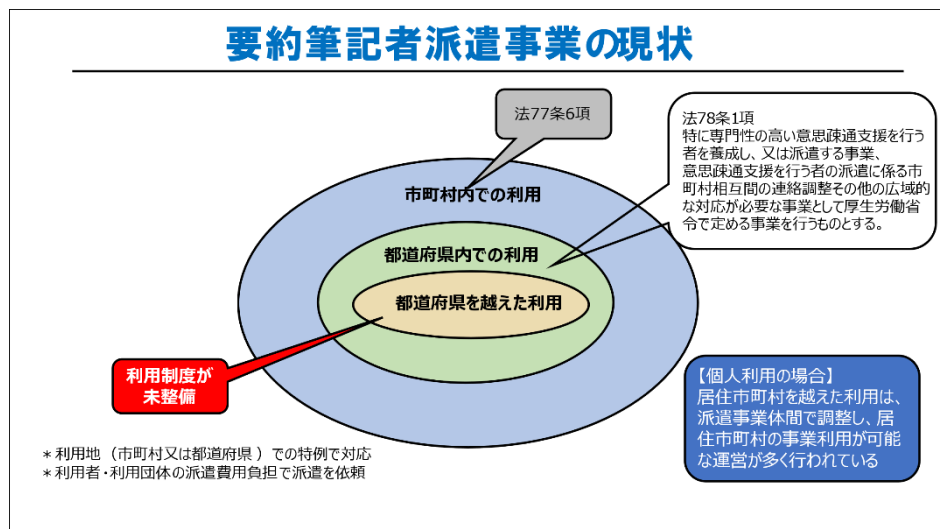 要約筆記者派遣事業の現状
法77条6項
法78条1項
特に専門性の高い意思疎通支援を行う
者を養成し、又は派遣する事業、
意思疎通支援を行う者の派遣に係る市
町村相互間の連絡調整その他の広域的
な対応が必要な事業として厚生労働省
令で定める事業を行うものとする。
市町村内での利用
都道府県内での利用
都道府県を越えた利用
利用制度が
未整備
【個人利用の場合】
居住市町村を越えた利用は、
派遣事業体間で調整し、居
住市町村の事業利用が可能
な運営が多く行われている
＊利用地（市町村又は都道府県 ）での特例で対応
＊利用者・利用団体の派遣費用負担で派遣を依頼